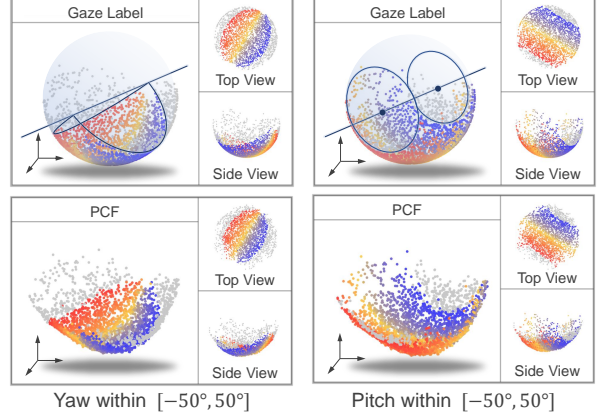 Gaze Label
Top View
Side View
Gaze Label
Top View
Side View
PCF
Top View
Side View
PCF
Top View
Side View
Yaw within [−50°, 50°]
Pitch within [−50°, 50°]